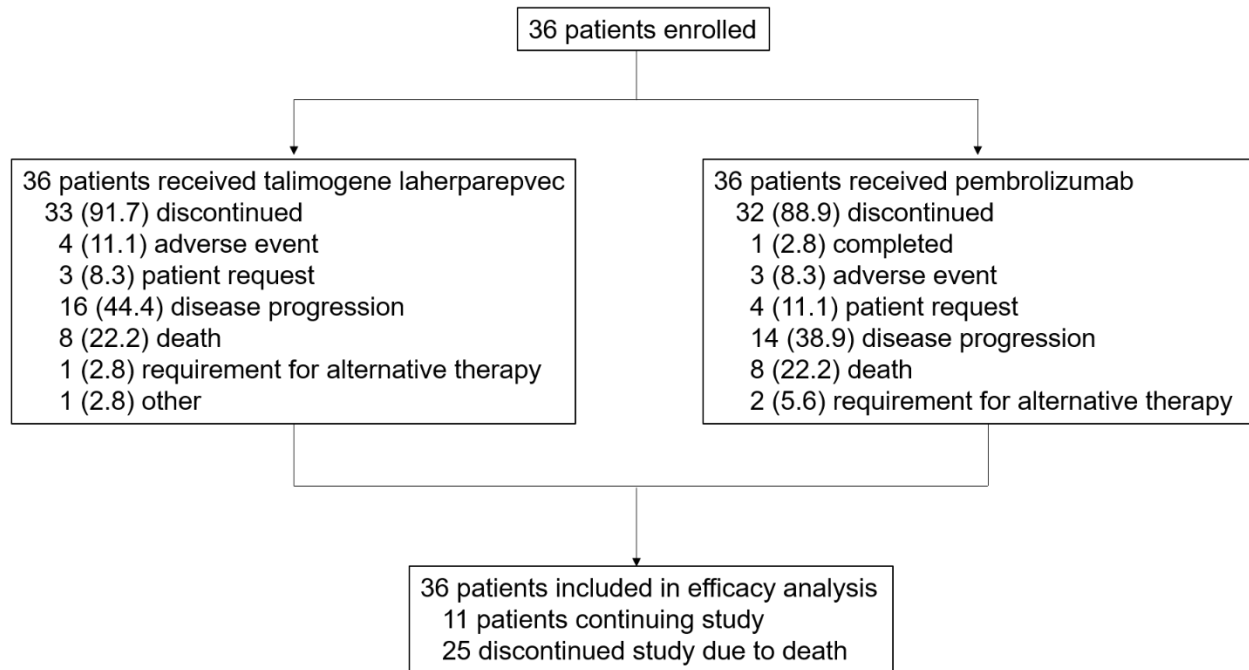 36 patients enrolled
36 patients received talimogene laherparepvec
33 (91.7) discontinued
4 (11.1) adverse event
3 (8.3) patient request
16 (44.4) disease progression
8 (22.2) death
1 (2.8) requirement for alternative therapy
1 (2.8) other
36 patients received pembrolizumab
32 (88.9) discontinued
1 (2.8) completed
3 (8.3) adverse event
4 (11.1) patient request
14 (38.9) disease progression
8 (22.2) death
2 (5.6) requirement for alternative therapy
36 patients included in efficacy analysis
11 patients continuing study
25 discontinued study due to death